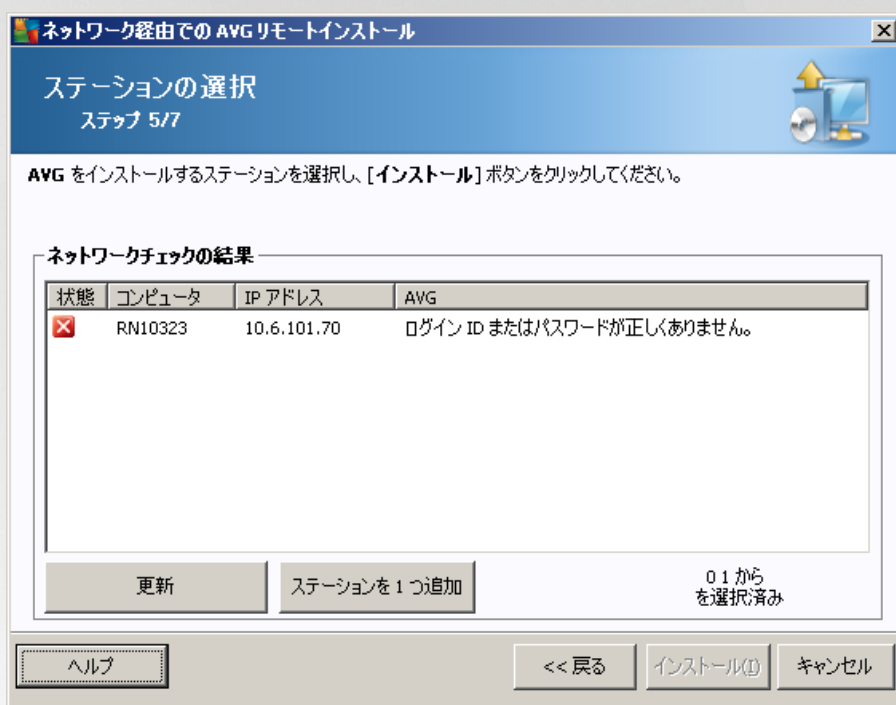 ネットワーク経由での AVG リモートインストール
ステーションの選択
ステップ 5/7
AVG をインストールするステーションを選択し、[インストール] ボタンをクリックしてください。
ネットワークチェックの結果
状態 コンピュータ IP アドレス AVG
RN10323 10.6.101.70 ログイン ID またはパスワードが正しくありません。
更新 ステーションを 1 つ追加
0 1 から
を選択済み
ヘルプ << 戻る インストール(I) キャンセル